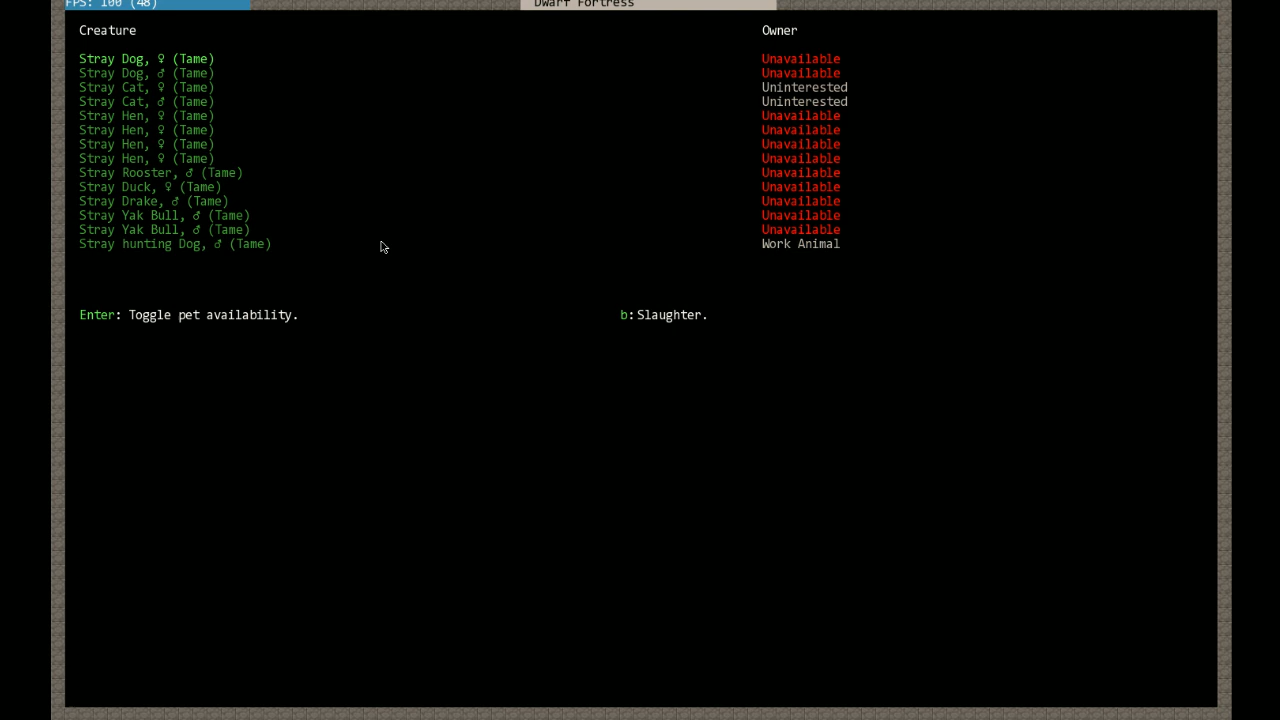 FPS: 100 (48) Dwarf Fortress
Creature Owner
Stray Dog, ♀ (Tame) Unavailable
Stray Dog, ♂ (Tame) Unavailable
Stray Cat, ♀ (Tame) Uninterested
Stray Cat, ♂ (Tame) Uninterested
Stray Hen, ♀ (Tame) Unavailable
Stray Hen, ♀ (Tame) Unavailable
Stray Hen, ♀ (Tame) Unavailable
Stray Hen, ♀ (Tame) Unavailable
Stray Rooster, ♂ (Tame) Unavailable
Stray Duck, ♀ (Tame) Unavailable
Stray Drake, ♂ (Tame) Unavailable
Stray Yak Bull, ♂ (Tame) Unavailable
Stray Yak Bull, ♂ (Tame) Unavailable
Stray hunting Dog, ♂ (Tame) Work Animal
Enter: Toggle pet availability. b:Slaughter.